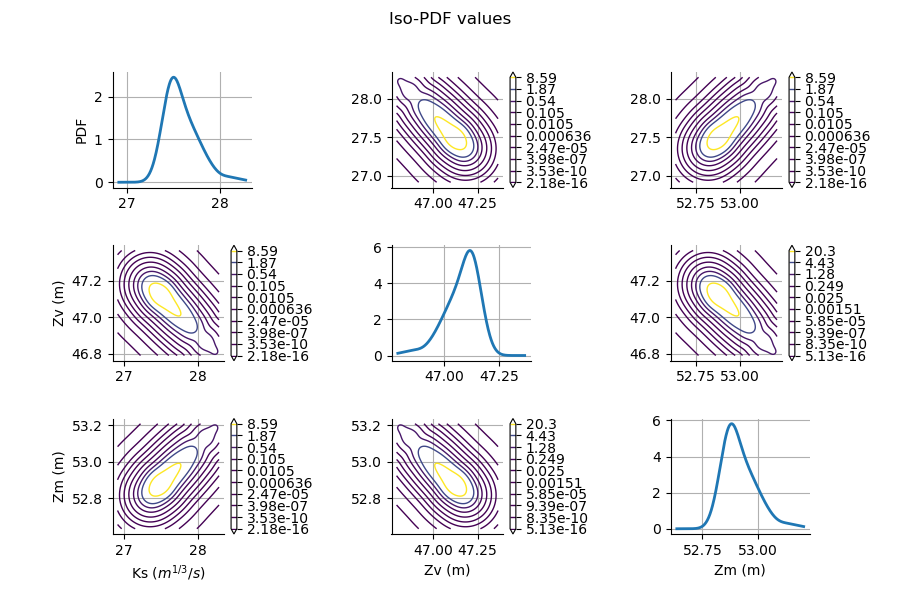 Iso-PDF values
PDF
2
1
0
27 28
28.0
27.5
27.0
47.00 47.25
8.59
1.87
0.54
0.105
0.0105
0.000636
2.47e-05
3.98e-07
3.53e-10
2.18e-16
28.0
27.5
27.0
52.75 53.00
8.59
1.87
0.54
0.105
0.0105
0.000636
2.47e-05
3.98e-07
3.53e-10
2.18e-16
Zv (m)
47.2
47.0
46.8
27 28
8.59
1.87
0.54
0.105
0.0105
0.000636
2.47e-05
3.98e-07
3.53e-10
2.18e-16
6
4
2
0
47.00 47.25
47.2
47.0
46.8
52.75 53.00
20.3
4.43
1.28
0.249
0.025
0.00151
5.85e-05
9.39e-07
8.35e-10
5.13e-16
Zm (m)
53.2
53.0
52.8
27 28
Ks (m^{1/3}/s)
8.59
1.87
0.54
0.105
0.0105
0.000636
2.47e-05
3.98e-07
3.53e-10
2.18e-16
53.2
53.0
52.8
47.00 47.25
Zv (m)
20.3
4.43
1.28
0.249
0.025
0.00151
5.85e-05
9.39e-07
8.35e-10
5.13e-16
6
4
2
0
52.75 53.00
Zm (m)